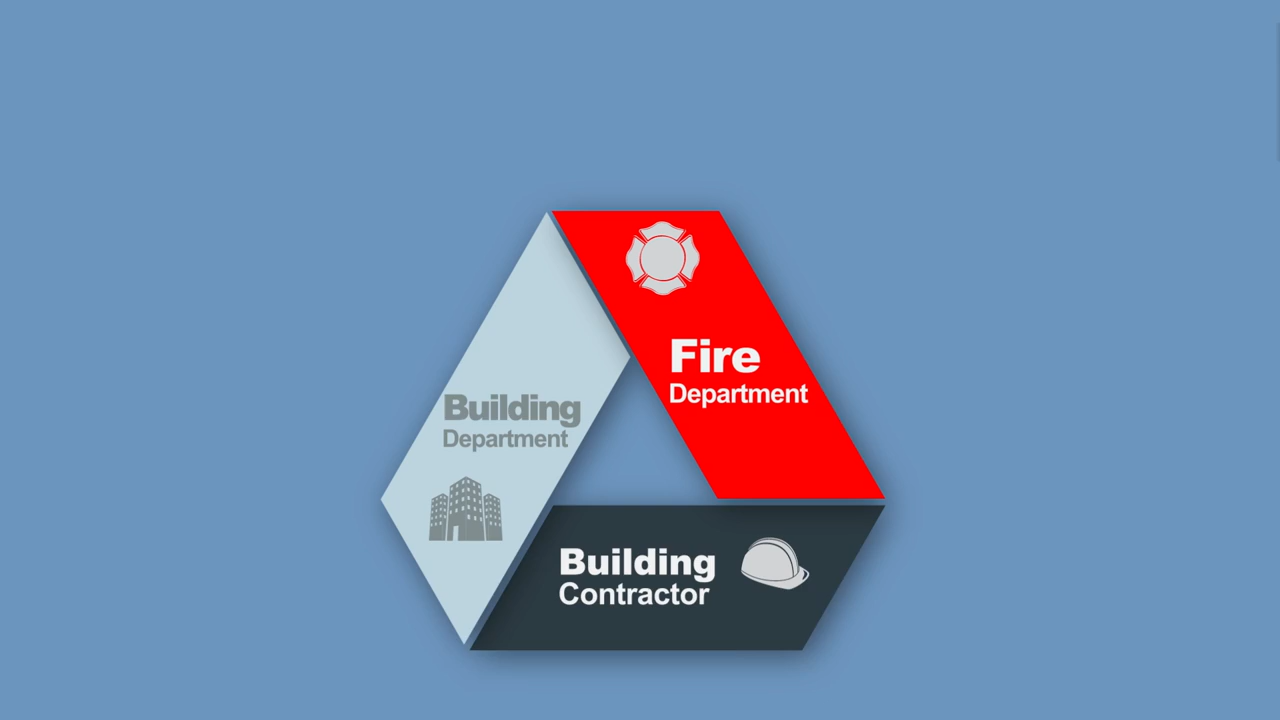 Fire
Department
Building
Department
Building
Contractor